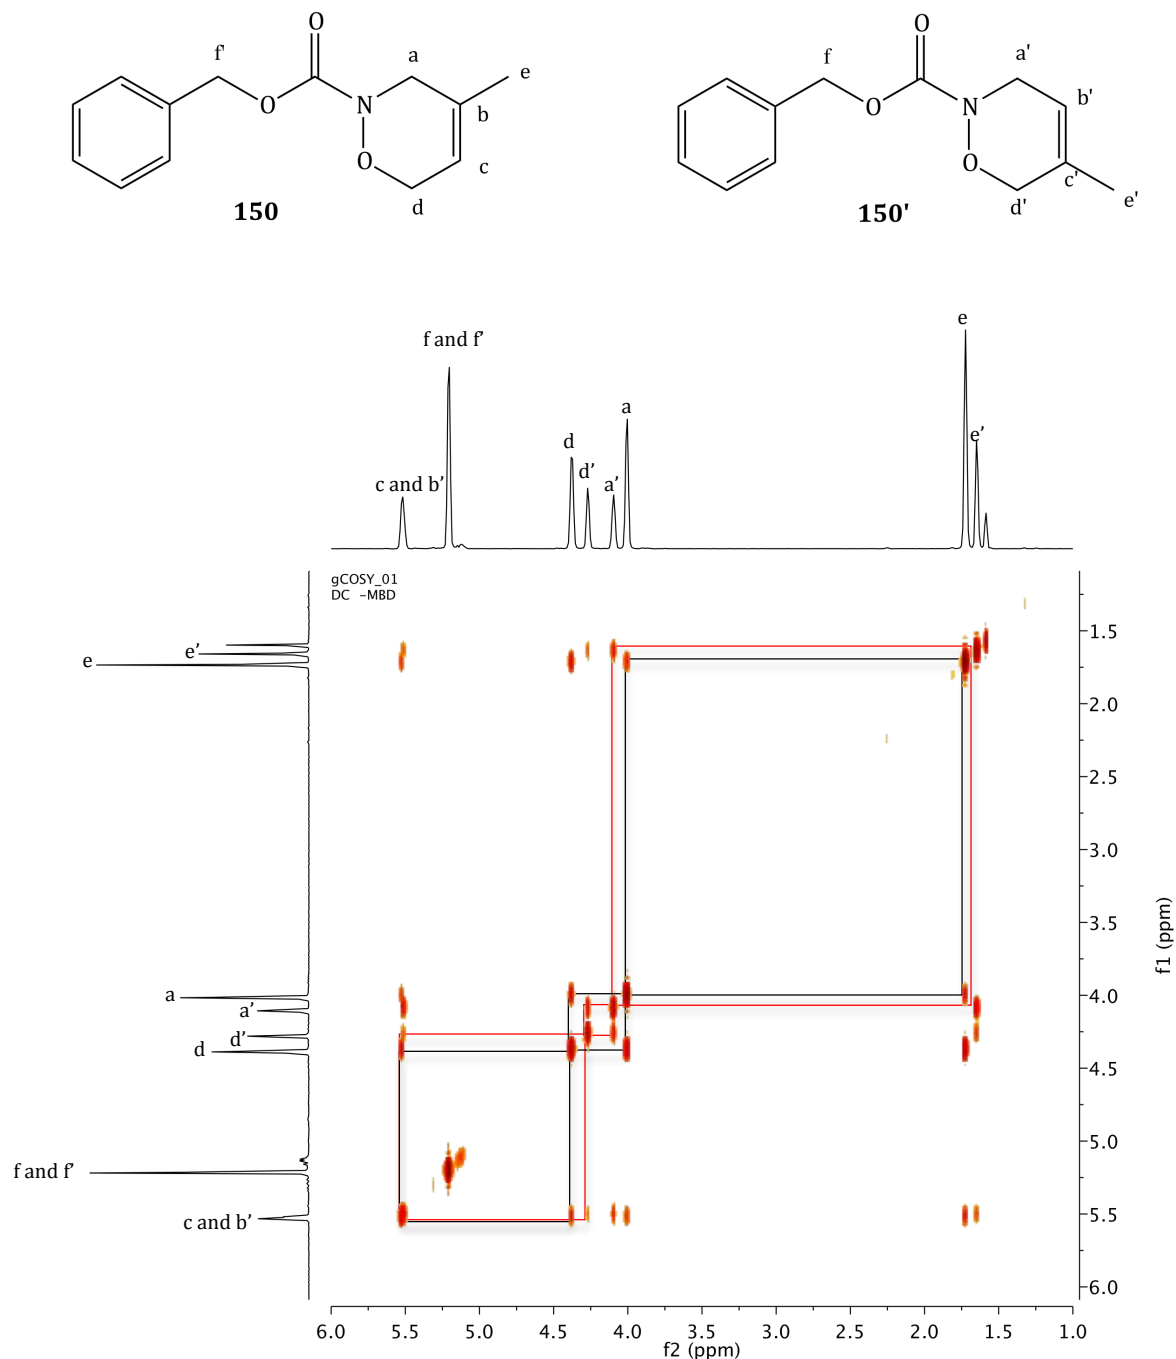 O
f'
a
e
O
N
b
O
c
d
150
O
f
a'
O
N
b'
O
c'
d'
e'
150'
e
f and f’
a
d
e’
d’
c and b’
a’
gCOSY_01
DC -MBD
e’
e
a
a’
d’
d
f and f’
c and b’
1.5
2.0
2.5
3.0
3.5
4.0
4.5
5.0
5.5
6.0
f1 (ppm)
6.0 5.5 5.0 4.5 4.0 3.5 3.0 2.5 2.0 1.5 1.0
f2 (ppm)